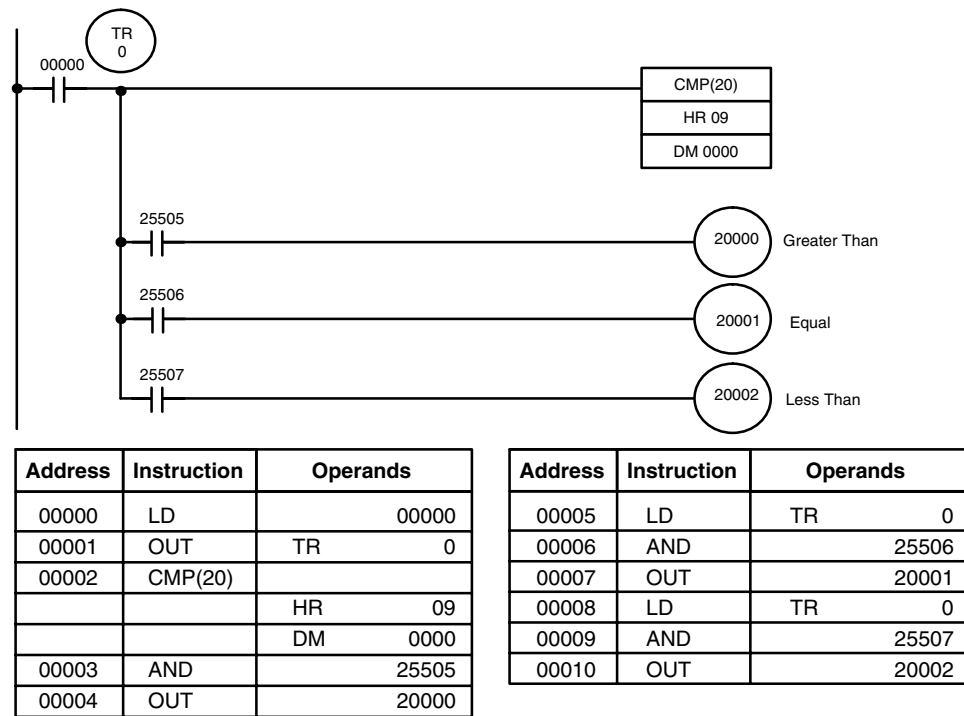 TR
0
00000
CMP(20)
HR 09
DM 0000
25505
20000 Greater Than
25506
20001 Equal
25507
20002 Less Than
Address Instruction Operands
00000 LD 00000
00001 OUT TR 0
00002 CMP(20)
HR 09
DM 0000
00003 AND 25505
00004 OUT 20000
Address Instruction Operands
00005 LD TR 0
00006 AND 25506
00007 OUT 20001
00008 LD TR 0
00009 AND 25507
00010 OUT 20002